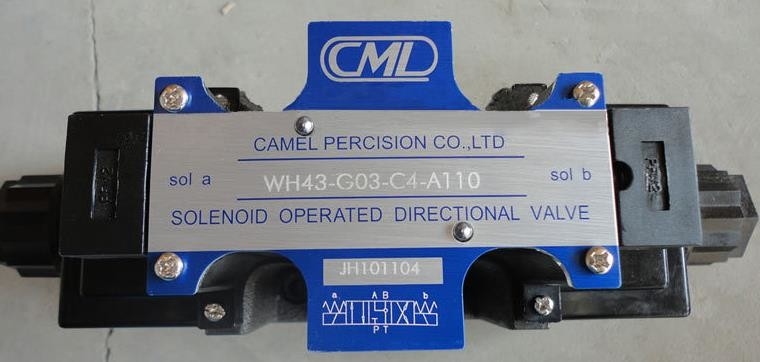 CML
CAMEL PERCISION CO.,LTD
sol a
WH43-G03-C4-A110
sol b
SOLENOID OPERATED DIRECTIONAL VALVE
JH101104
a A B b
P T